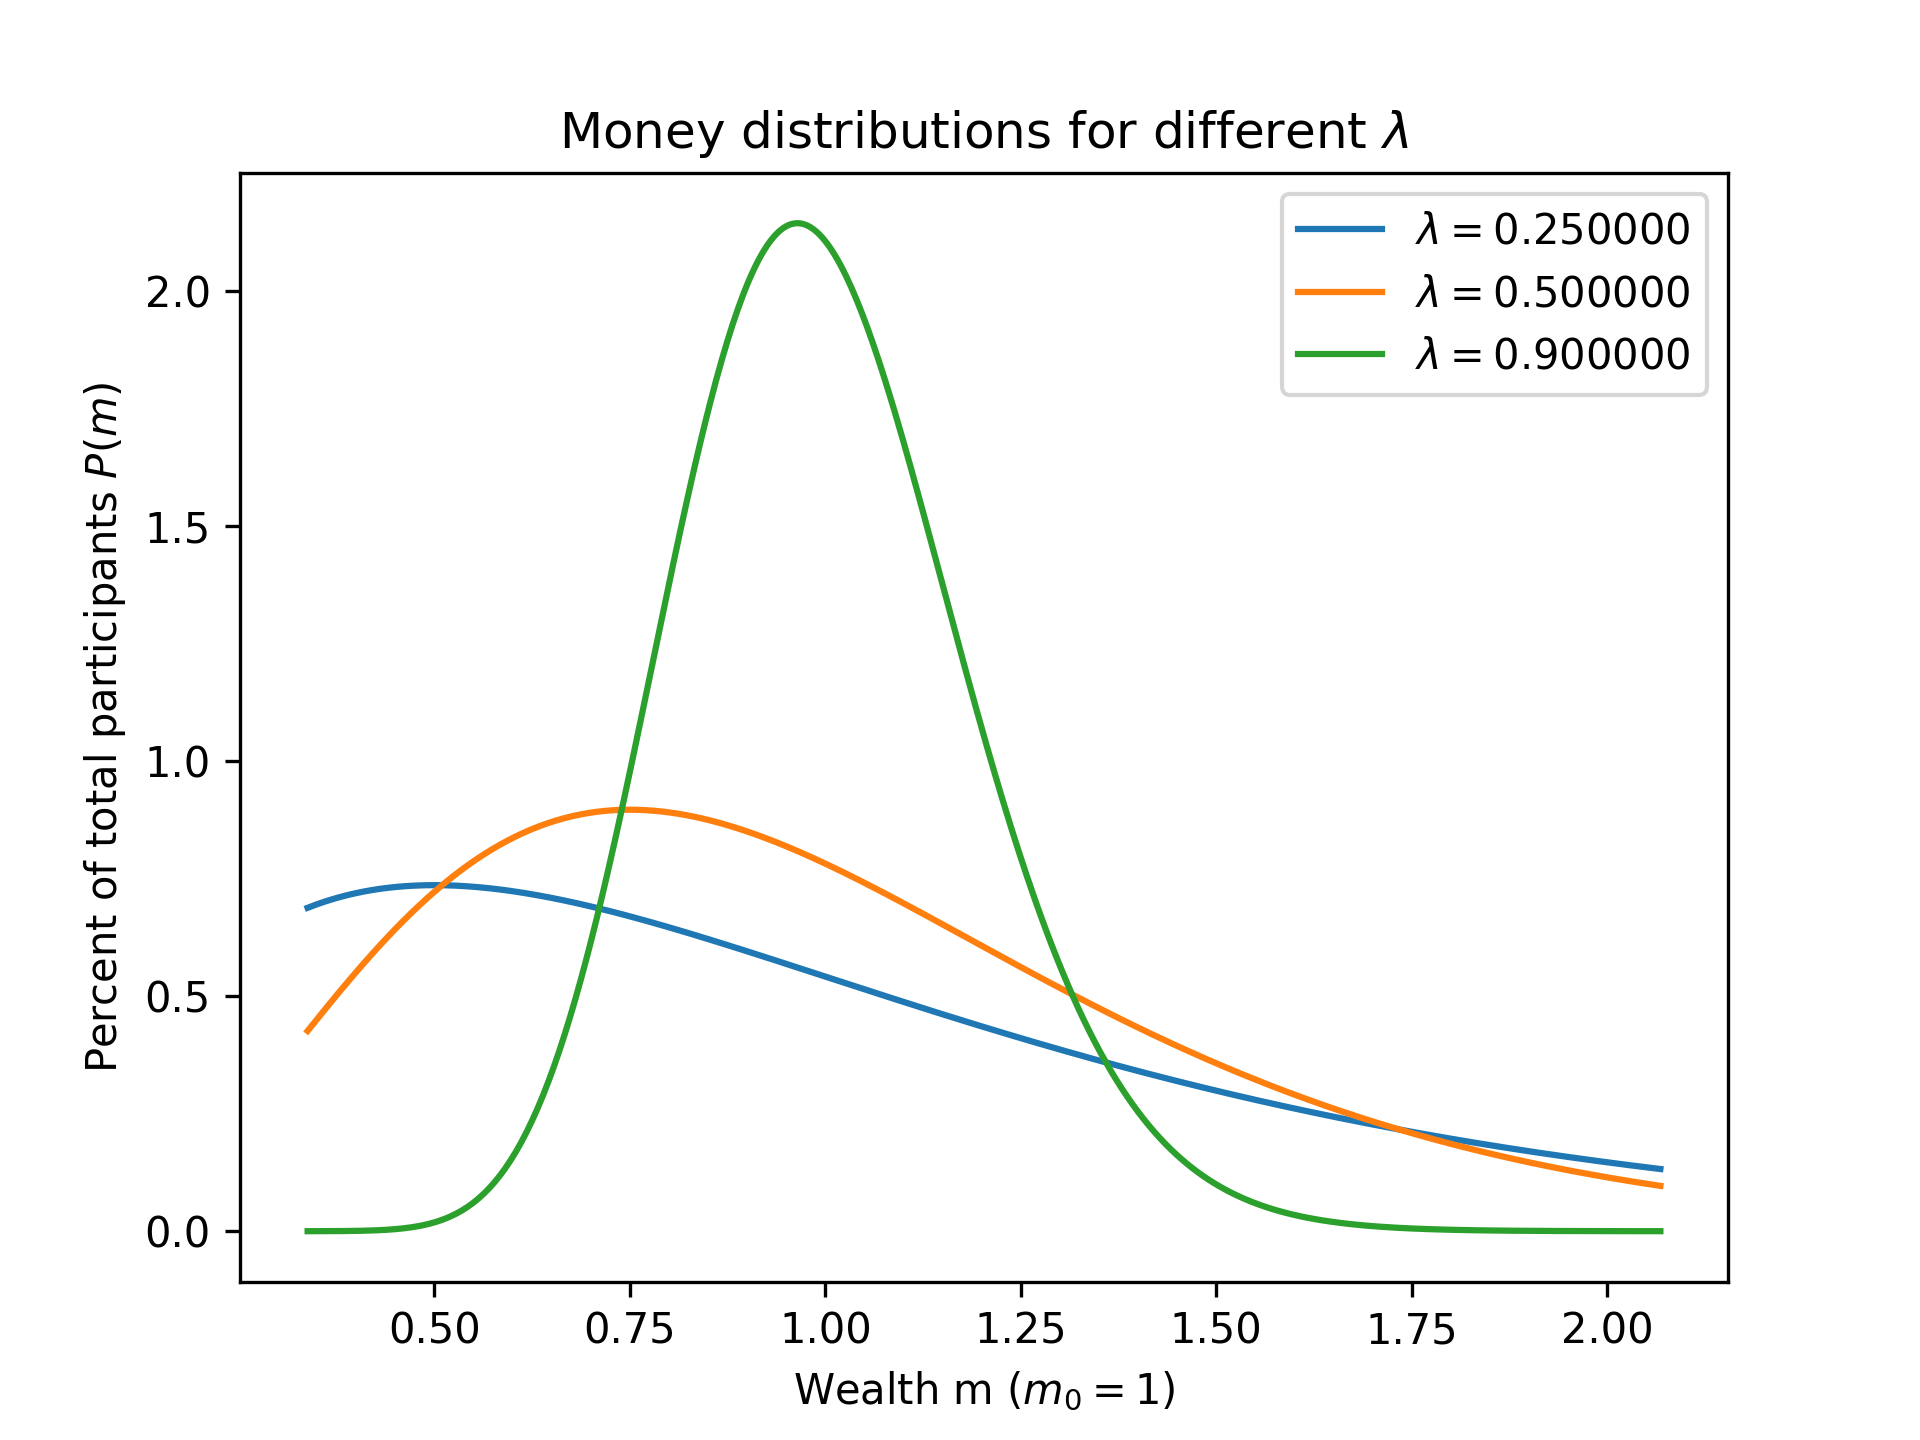 Money distributions for different λ
λ = 0.250000
λ = 0.500000
λ = 0.900000
Percent of total participants P(m)
2.0
1.5
1.0
0.5
0.0
0.50 0.75 1.00 1.25 1.50 1.75 2.00
Wealth m (m₀ = 1)